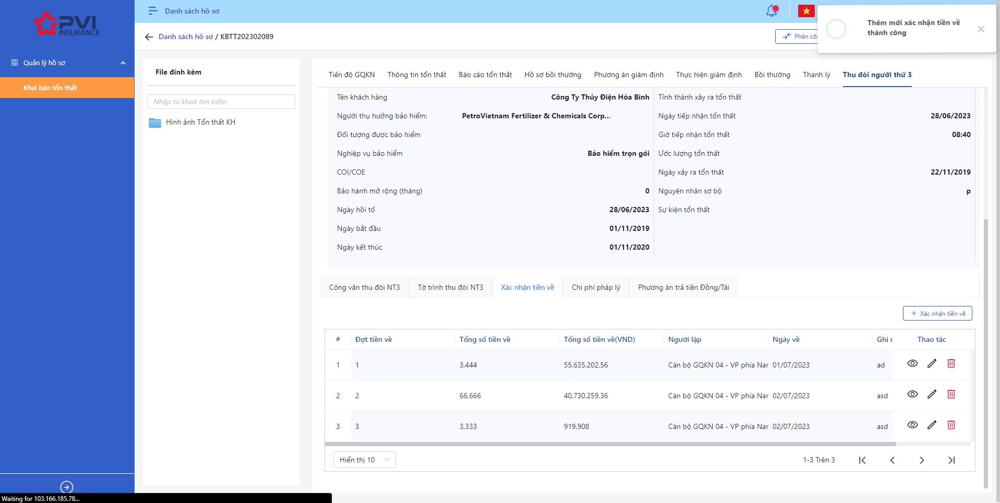 PVI
INSURANCE
Quản lý hồ sơ
Khai báo tổn thất
Danh sách hồ sơ
Danh sách hồ sơ / KBTT202302089
Thêm mới xác nhận tiền về
thành công
File đính kèm
Nhập từ khoá tìm kiếm
Hình ảnh Tổn thất KH
Tiến độ GQKN Thông tin tổn thất Báo cáo tổn thất Hồ sơ bồi thường Phương án giám định Thực hiện giám định Bồi thường Thanh lý Thu đòi người thứ 3
Tên khách hàng Công Ty Thủy Điện Hòa Bình Tỉnh thành xảy ra tổn thất
Người thụ hưởng bảo hiểm: PetroVietnam Fertilizer & Chemicals Corp... Ngày tiếp nhận tổn thất 28/06/2023
Đối tượng được bảo hiểm Giờ tiếp nhận tổn thất 08:40
Nghiệp vụ bảo hiểm Bảo hiểm trọn gói Ước lượng tổn thất
COI/COE Ngày xảy ra tổn thất 22/11/2019
Bảo hành mở rộng (tháng) 0 Nguyên nhân sơ bộ p
Ngày hồi tố 28/06/2023 Sự kiện tổn thất
Ngày bắt đầu 01/11/2019
Ngày kết thúc 01/11/2020
Công văn thu đòi NT3 Tờ trình thu đòi NT3 Xác nhận tiền về Chi phí pháp lý Phương án trả tiền Đồng/Tái
+ Xác nhận tiền về
# Đợt tiền về Tổng số tiền về Tổng số tiền về(VND) Người lập Ngày về Ghi Thao tác
1 1 3,444 55,635,202.56 Cán bộ GQKN 04 - VP phía 01/07/2023 ad
2 2 66,666 40,730,259.36 Cán bộ GQKN 04 - VP phía 02/07/2023 asd
3 3 3,333 919,908 Cán bộ GQKN 04 - VP phía 02/07/2023 asd
Hiển thị 10 1-3 Trên 3
Waiting for 103.166.185.78...
Phân